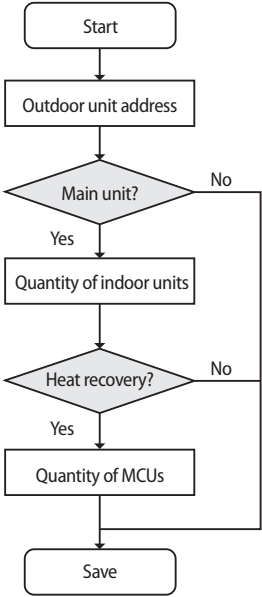 Start
Outdoor unit address
Main unit?
No
Yes
Quantity of indoor units
Heat recovery?
No
Yes
Quantity of MCUs
Save